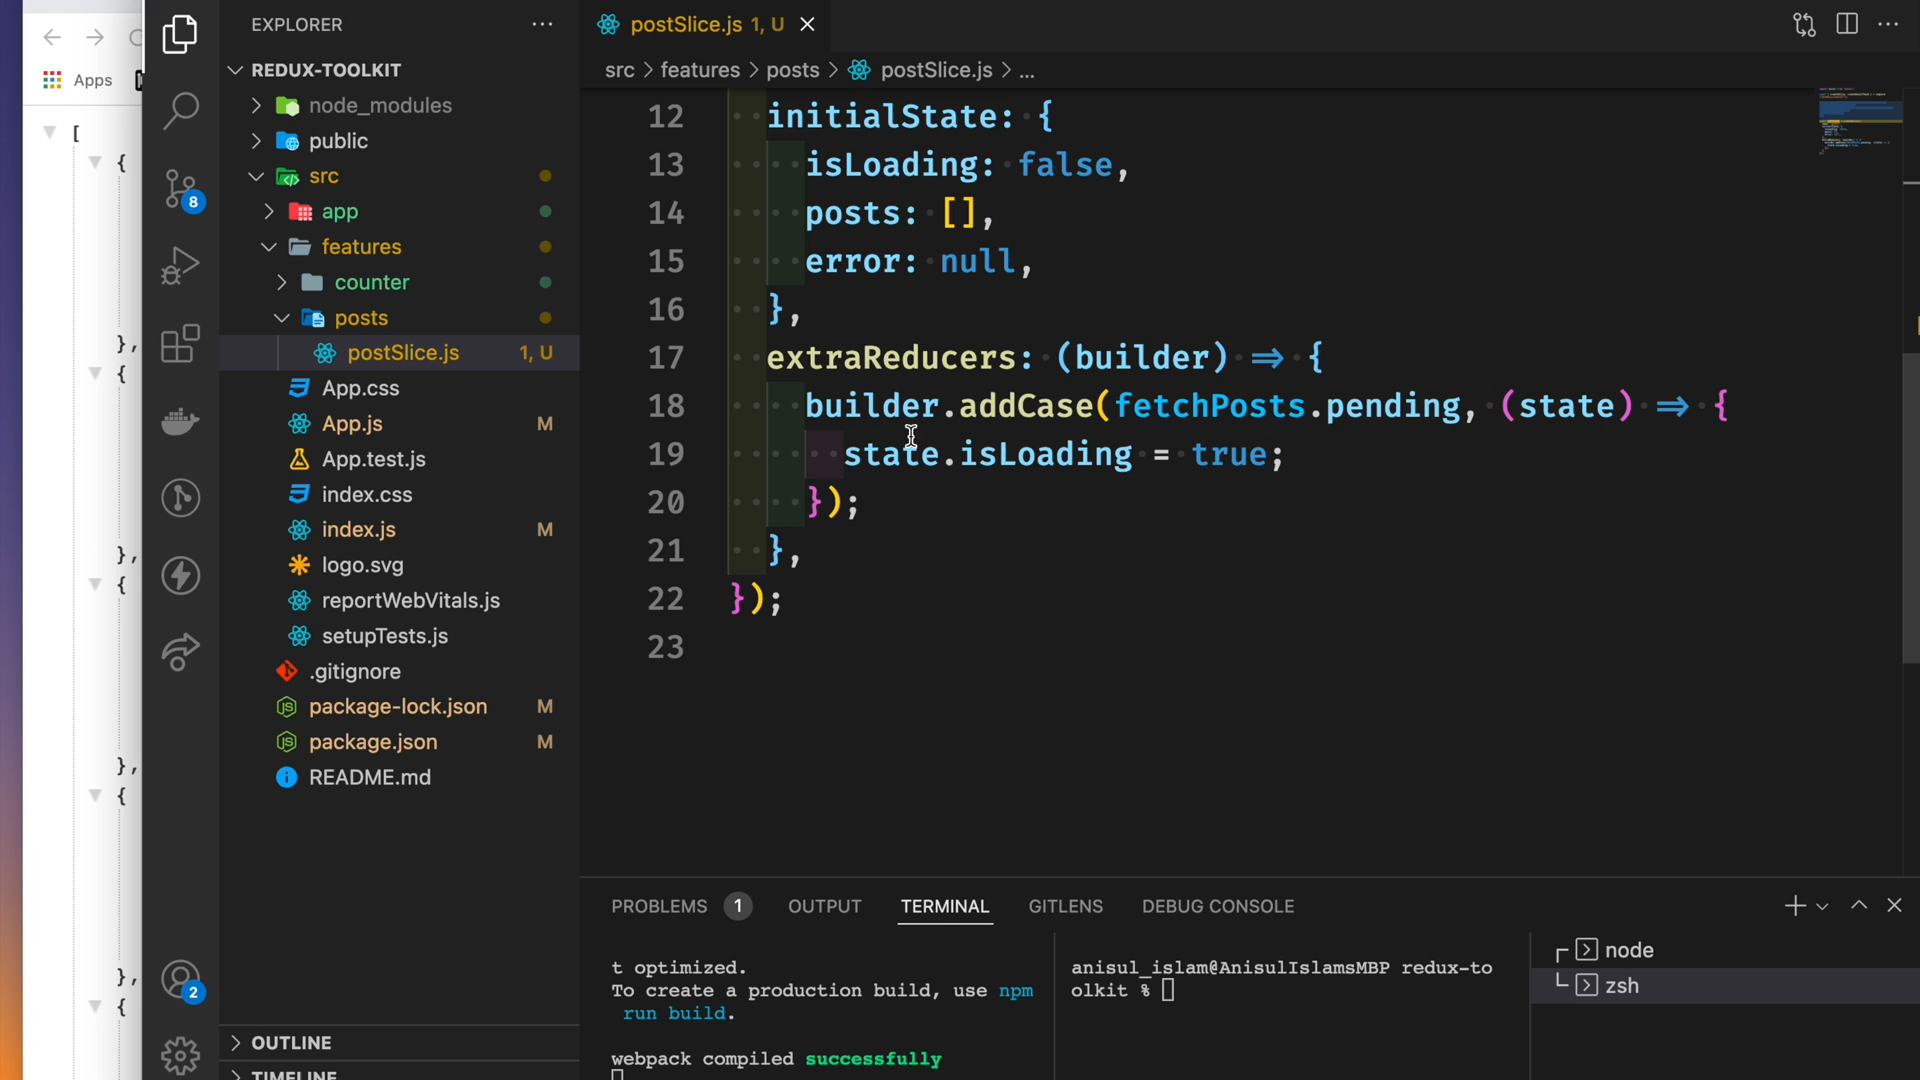 Apps
[
{
},
{
},
{
},
{
},
{
EXPLORER
REDUX-TOOLKIT
node_modules
public
src
app
features
counter
posts
postSlice.js 1, U
App.css
App.js M
App.test.js
index.css
index.js M
logo.svg
reportWebVitals.js
setupTests.js
.gitignore
package-lock.json M
package.json M
README.md
OUTLINE
TIMELINE
8
2
postSlice.js 1, U
src > features > posts > postSlice.js > ...
12 initialState: {
13 isLoading: false,
14 posts: [],
15 error: null,
16 },
17 extraReducers: (builder) => {
18 builder.addCase(fetchPosts.pending, (state) => {
19 state.isLoading = true;
20 });
21 },
22 });
23
PROBLEMS 1 OUTPUT TERMINAL GITLENS DEBUG CONSOLE
t optimized.
To create a production build, use npm
run build.
webpack compiled successfully
anisul_islam@AnisulIslamsMBP redux-to
olkit %
node
zsh